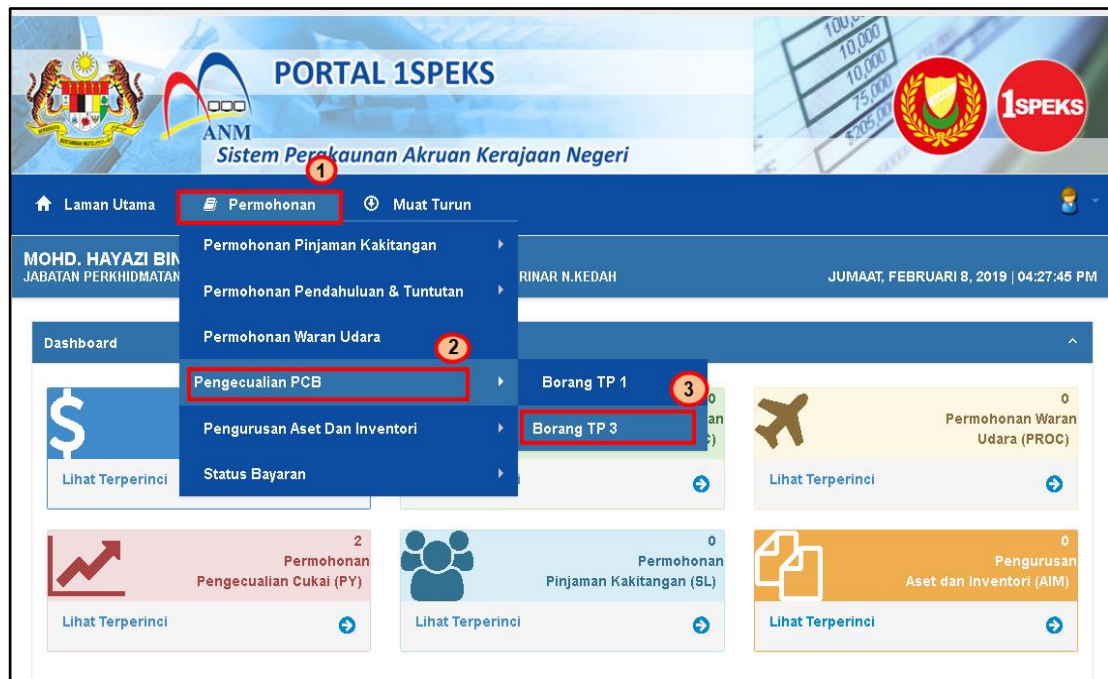 PORTAL 1SPEKS
ANM
Sistem Perakaunan Akruan Kerajaan Negeri
1SPEKS
1
Laman Utama
Permohonan
Muat Turun
MOHD. HAYAZI BIN
JABATAN PERKHIDMATAN
RINAR N.KEDAH
JUMAAT, FEBRUARI 8, 2019 | 04:27:45 PM
Permohonan Pinjaman Kakitangan
Permohonan Pendahuluan & Tuntutan
Permohonan Waran Udara
2
Pengecualian PCB
Borang TP 1
3
Borang TP 3
Pengurusan Aset Dan Inventori
Status Bayaran
Dashboard
Lihat Terperinci
0
Permohonan Waran
Udara (PROC)
Lihat Terperinci
2
Permohonan
Pengecualian Cukai (PY)
Lihat Terperinci
0
Permohonan
Pinjaman Kakitangan (SL)
Lihat Terperinci
0
Pengurusan
Aset dan Inventori (AIM)
Lihat Terperinci